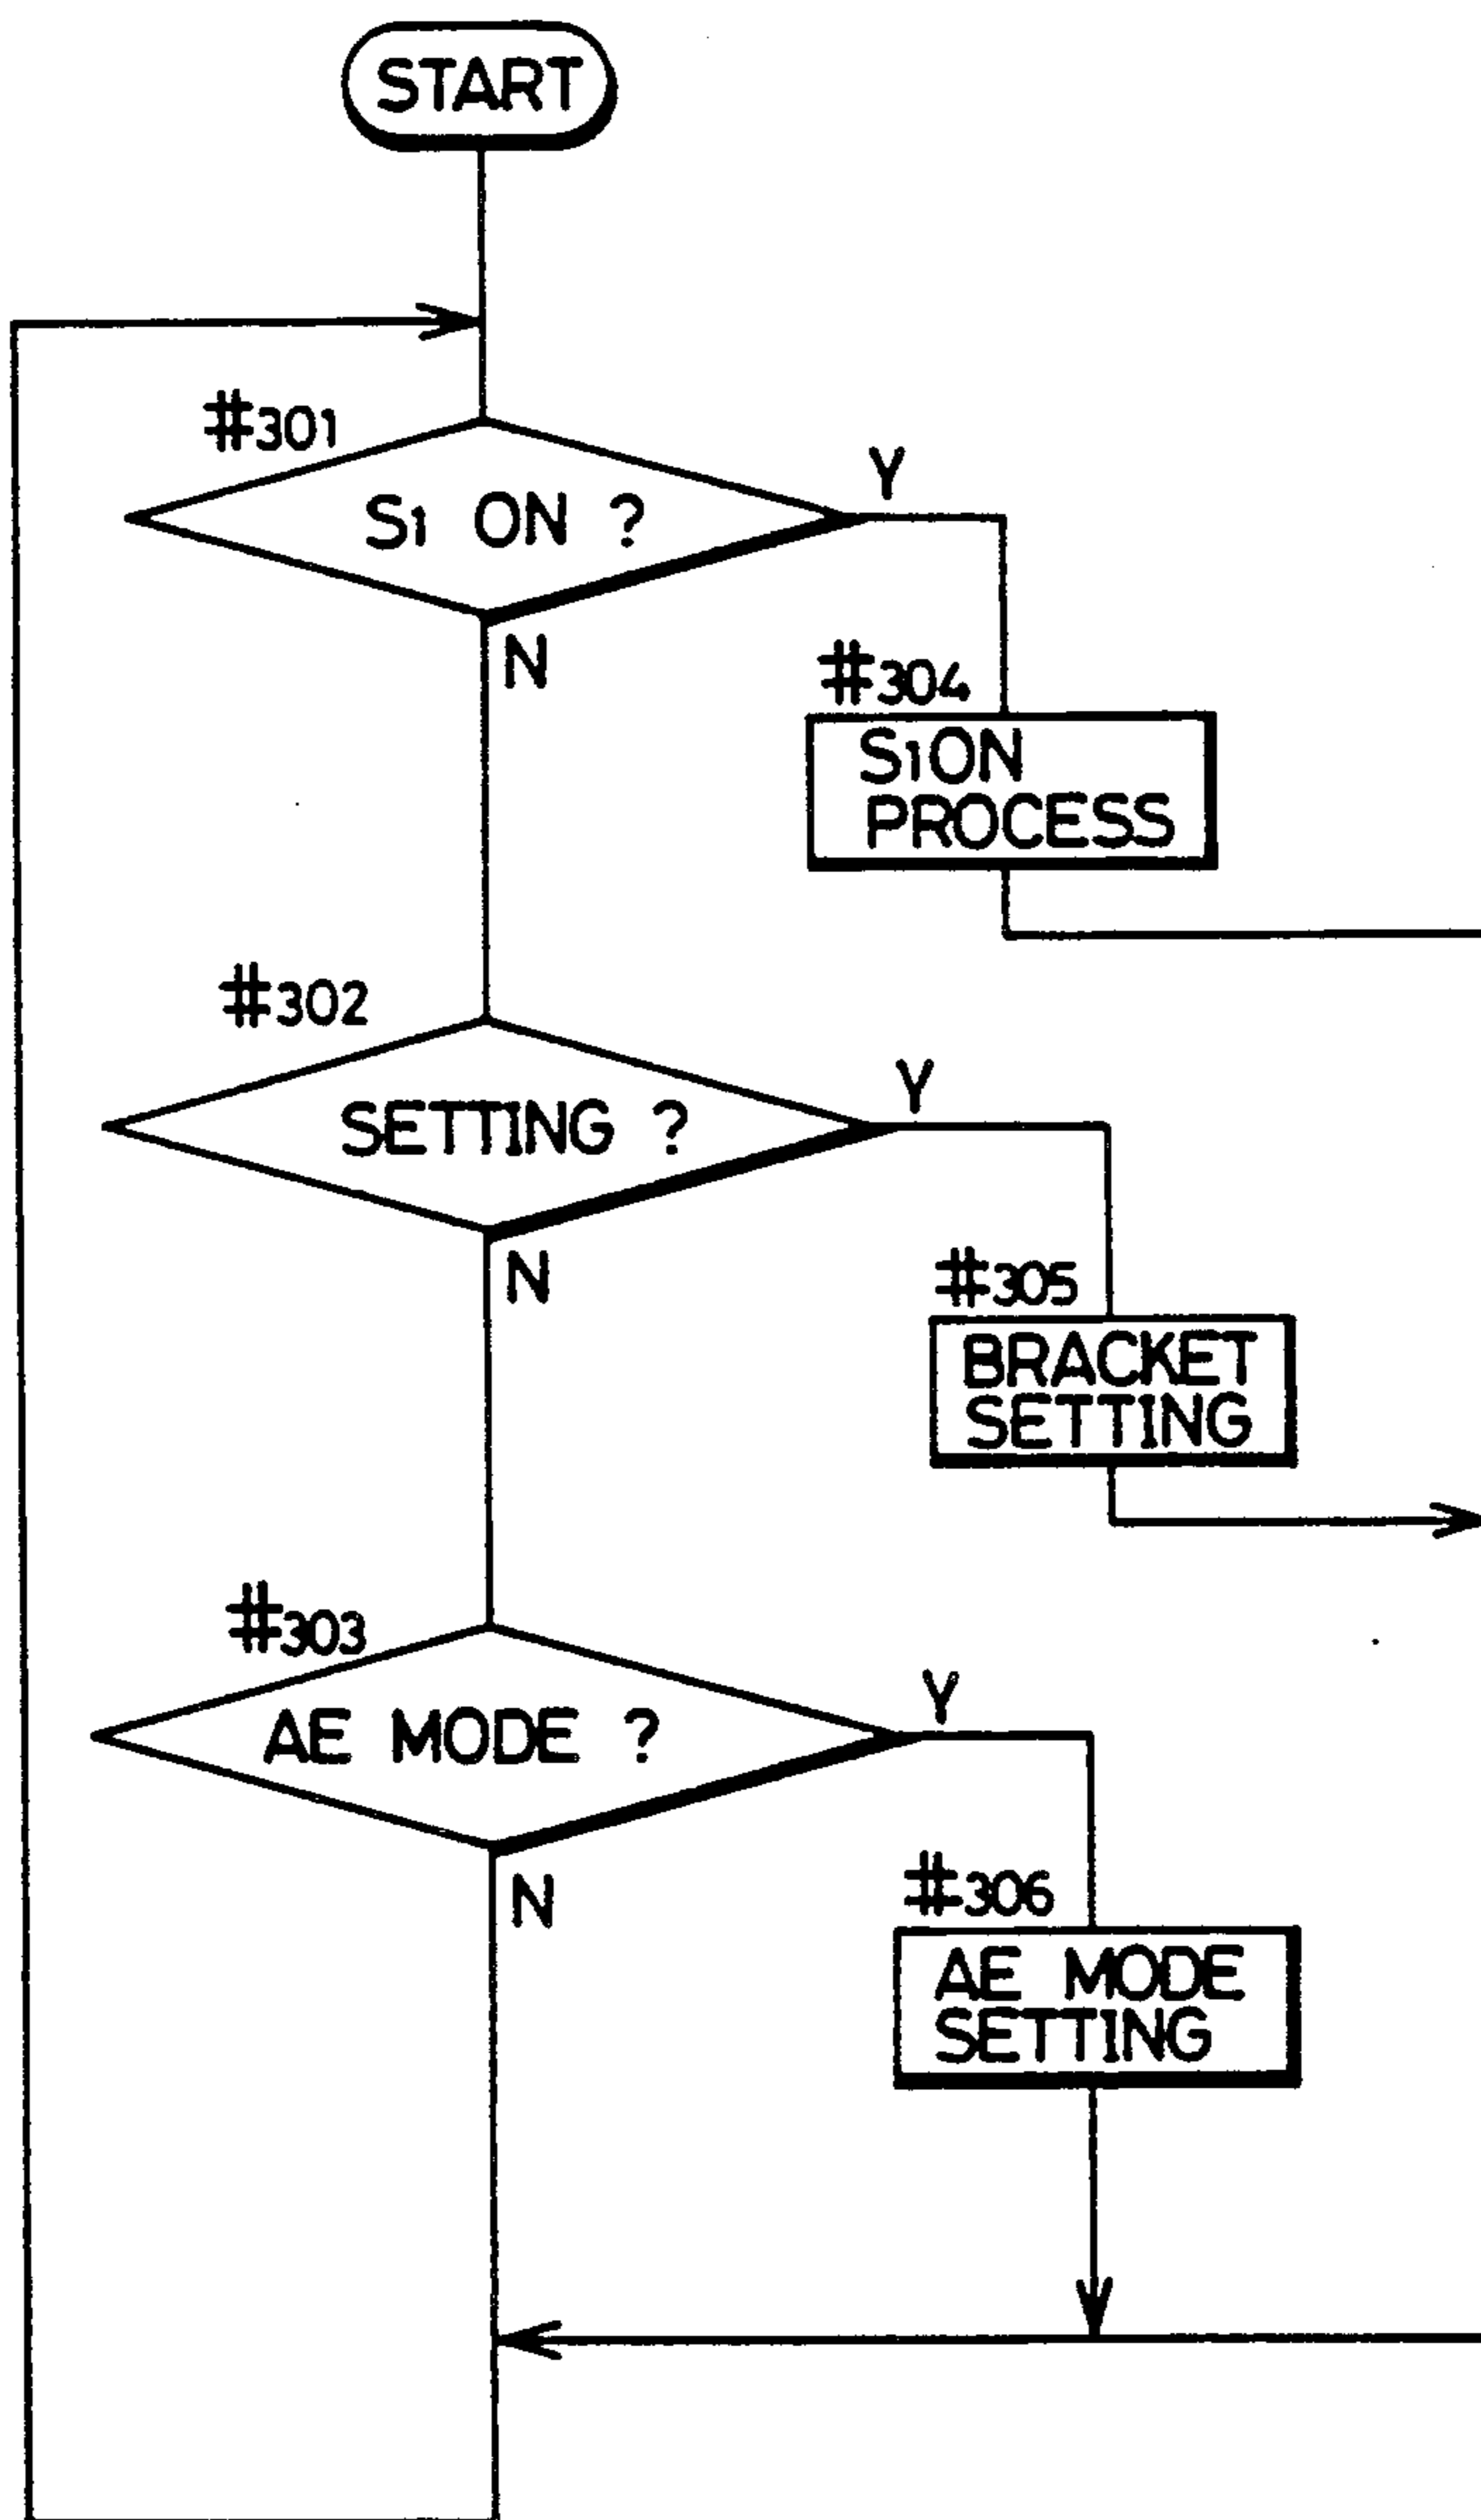 START
#301
S1 ON ?
Y
N
#304
S1ON
PROCESS
#302
SETTING ?
Y
N
#305
BRACKET
SETTING
#303
AE MODE ?
Y
N
#306
AE MODE
SETTING